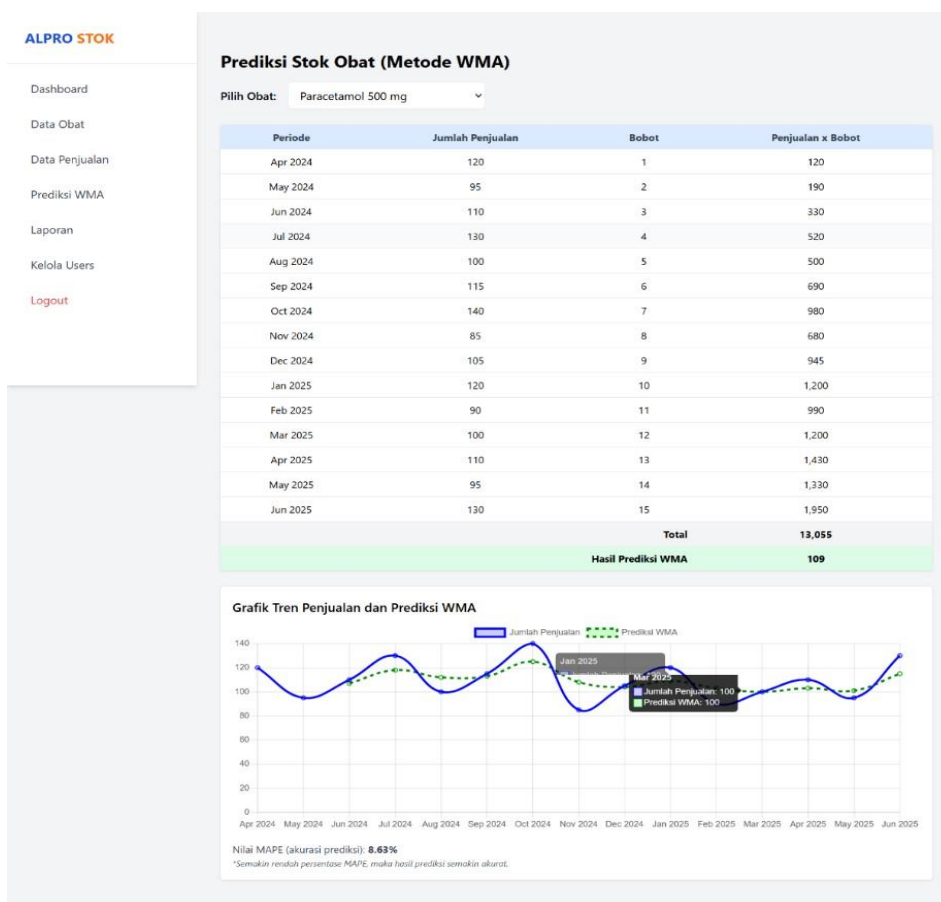 ALPRO STOK
Dashboard
Data Obat
Data Penjualan
Prediksi WMA
Laporan
Kelola Users
Logout
Prediksi Stok Obat (Metode WMA)
Pilih Obat: Paracetamol 500 mg
Periode Jumlah Penjualan Bobot Penjualan x Bobot
Apr 2024 120 1 120
May 2024 95 2 190
Jun 2024 110 3 330
Jul 2024 130 4 520
Aug 2024 100 5 500
Sep 2024 115 6 690
Oct 2024 140 7 980
Nov 2024 85 8 680
Dec 2024 105 9 945
Jan 2025 120 10 1,200
Feb 2025 90 11 990
Mar 2025 100 12 1,200
Apr 2025 110 13 1,430
May 2025 95 14 1,330
Jun 2025 130 15 1,950
Total 13,055
Hasil Prediksi WMA 109
Grafik Tren Penjualan dan Prediksi WMA
Jumlah Penjualan Prediksi WMA
140
120
100
80
60
40
20
0
Jan 2025
Mar 2025
Jumlah Penjualan: 100
Prediksi WMA: 100
Apr 2024 May 2024 Jun 2024 Jul 2024 Aug 2024 Sep 2024 Oct 2024 Nov 2024 Dec 2024 Jan 2025 Feb 2025 Mar 2025 Apr 2025 May 2025 Jun 2025
Nilai MAPE (akurasi prediksi): 8.63%
*Semakin rendah persentase MAPE, maka hasil prediksi semakin akurat.